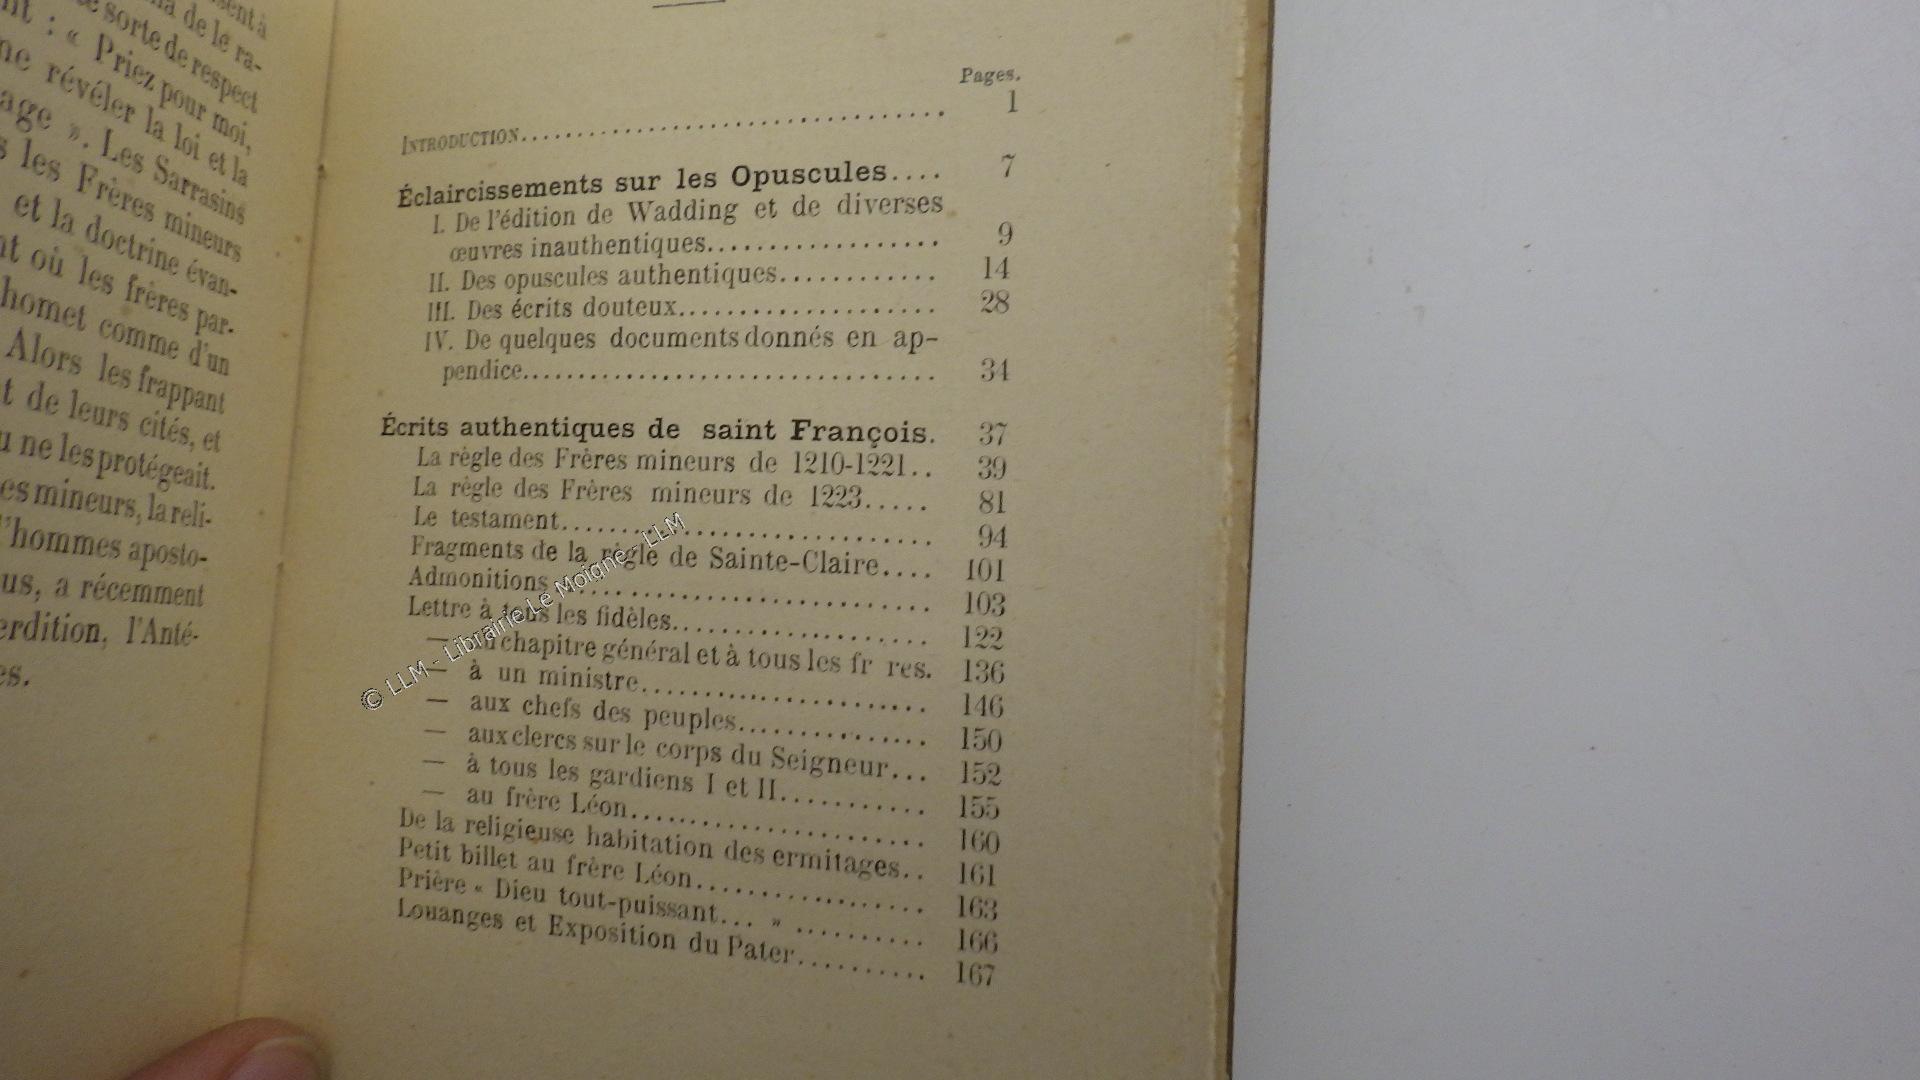 sent à
de le ra-
sorte de respect
: « Priez pour moi,
ne révéler la loi et la
age ». Les Sarrasins
les Frères mineurs
et la doctrine évan-
où les frères par-
homet comme d'un
Alors les frappant
t de leurs cités, et
ne les protégeait.
es mineurs, la reli-
d'hommes aposto-
us, a récemment
erdition, l'Anté-
es.
Pages.
INTRODUCTION.................................... 1
Éclaircissements sur les Opuscules.... 7
I. De l'édition de Wadding et de diverses
œuvres inauthentiques.................. 9
II. Des opuscules authentiques............ 14
III. Des écrits douteux..................... 28
IV. De quelques documents donnés en ap-
pendice.................................. 34
Écrits authentiques de saint François. 37
La règle des Frères mineurs de 1210-1221.. 39
La règle des Frères mineurs de 1223..... 81
Le testament................................ 94
Fragments de la règle de Sainte-Claire.... 101
Admonitions................................ 103
Lettre à tous les fidèles..................... 122
— au chapitre général et à tous les fr res. 136
— à un ministre........................ 146
— aux chefs des peuples................ 150
— aux clercs sur le corps du Seigneur... 152
— à tous les gardiens I et II........... 155
— au frère Léon........................ 160
De la religieuse habitation des ermitages.. 161
Petit billet au frère Léon.................. 163
Prière « Dieu tout-puissant... » .......... 166
Louanges et Exposition du Pater.......... 167
© LLM - Librairie Le Moigne - LLM